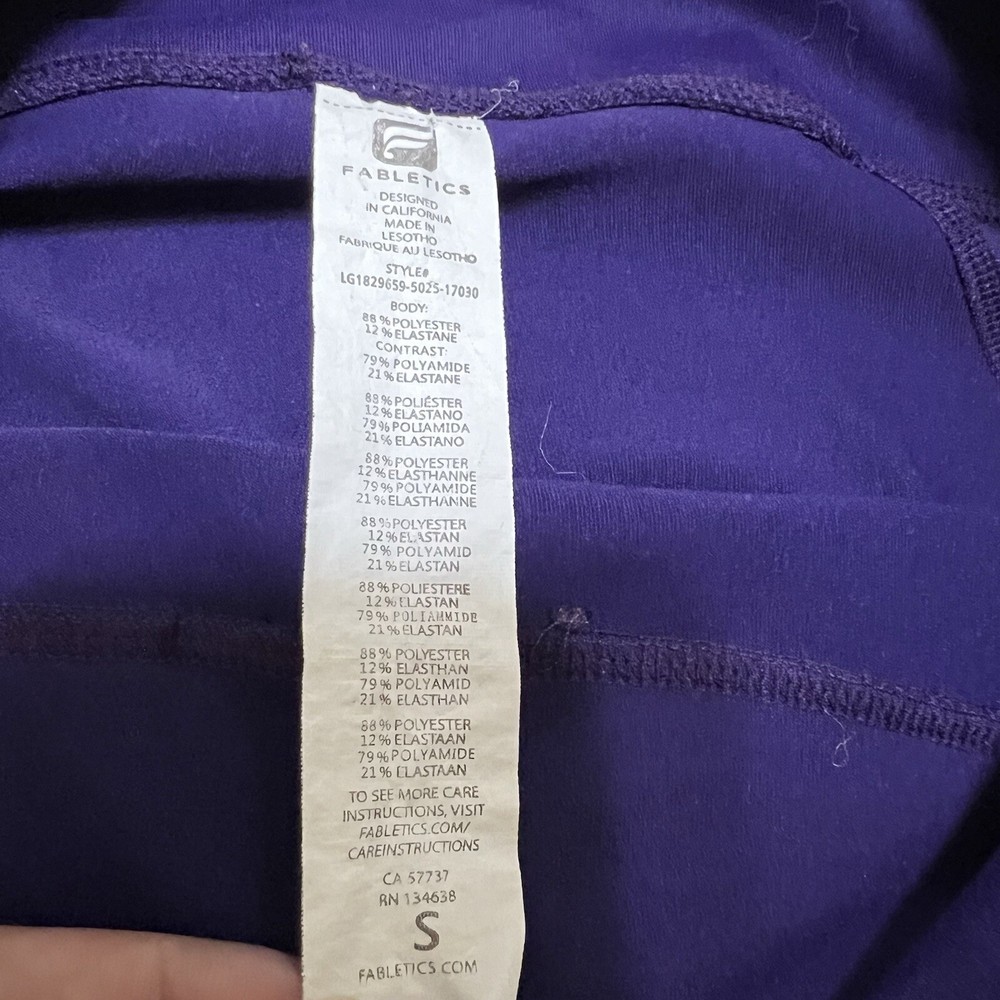 FABLETICS
DESIGNED
IN CALIFORNIA
MADE IN
LESOTHO
FABRIQUE AU LESOTHO
STYLE#
LG1829659-5025-17030
BODY:
88%POLYESTER
12%ELASTANE
CONTRAST:
79% POLYAMIDE
21%ELASTANE
88%POLIÉSTER
12%ELASTANO
79%POLIAMIDA
21%ELASTANO
88%POLYESTER
12%ELASTHANNE
79%POLYAMIDE
21%ELASTHANNE
88%POLYESTER
12%ELASTAN
79% POLYAMID
21%ELASTAN
88%POLIESTERE
12%ELASTAN
79%POLIAMMIDE
21%ELASTAN
88%POLYESTER
12%ELASTHAN
79%POLYAMID
21%ELASTHAN
88%POLYESTER
12%ELASTAAN
79%POLYAMIDE
21%ELASTAAN
TO SEE MORE CARE
INSTRUCTIONS, VISIT
FABLETICS.COM/
CAREINSTRUCTIONS
CA 57737
RN 134638
S
FABLETICS.COM